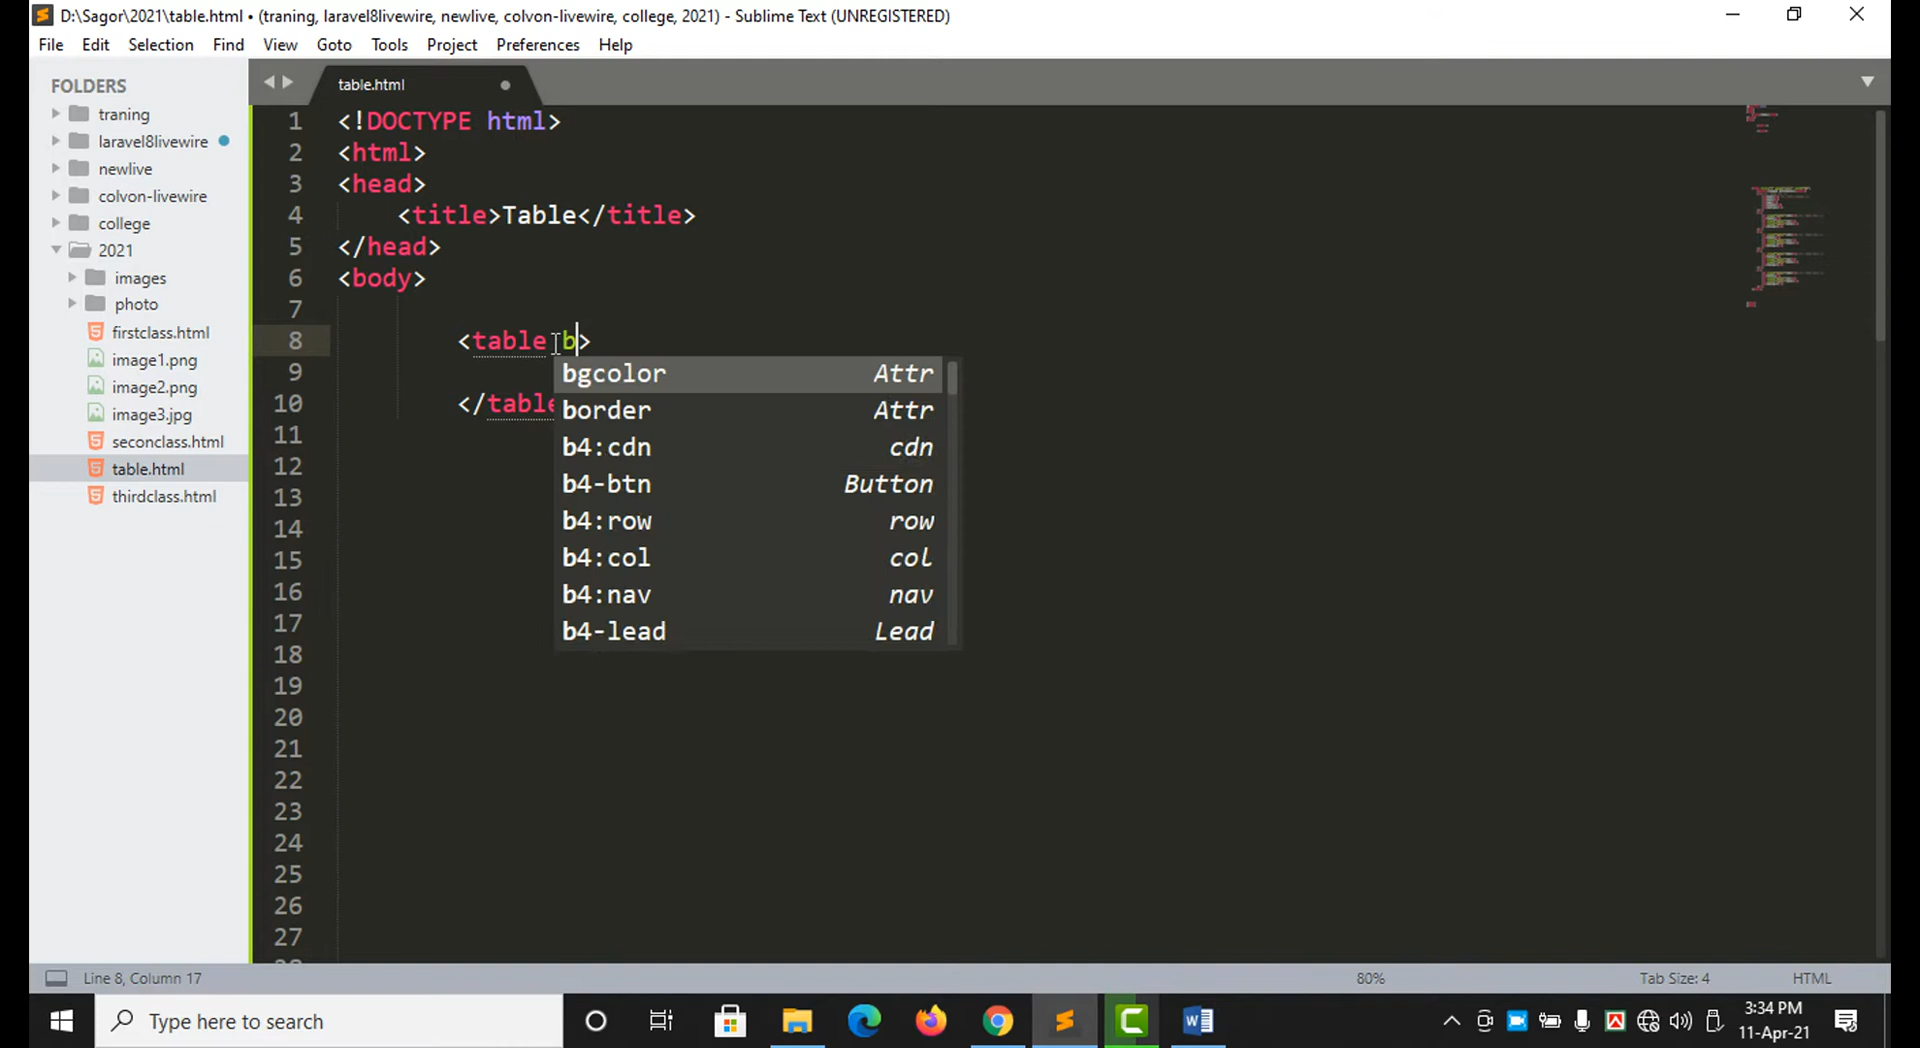 D:\Sagor\2021\table.html • (traning, laravel8livewire, newlive, colvon-livewire, college, 2021) - Sublime Text (UNREGISTERED)
File Edit Selection Find View Goto Tools Project Preferences Help
FOLDERS
traning
laravel8livewire
newlive
colvon-livewire
college
2021
images
photo
firstclass.html
image1.png
image2.png
image3.jpg
seconclass.html
table.html
thirdclass.html
table.html
1 <!DOCTYPE html>
2 <html>
3 <head>
4 <title>Table</title>
5 </head>
6 <body>
7
8 <table b>
9
10 </table
11
12
13
14
15
16
17
18
19
20
21
22
23
24
25
26
27
bgcolor Attr
border Attr
b4:cdn cdn
b4-btn Button
b4:row row
b4:col col
b4:nav nav
b4-lead Lead
Line 8, Column 17 80% Tab Size: 4 HTML
Type here to search
3:34 PM
11-Apr-21